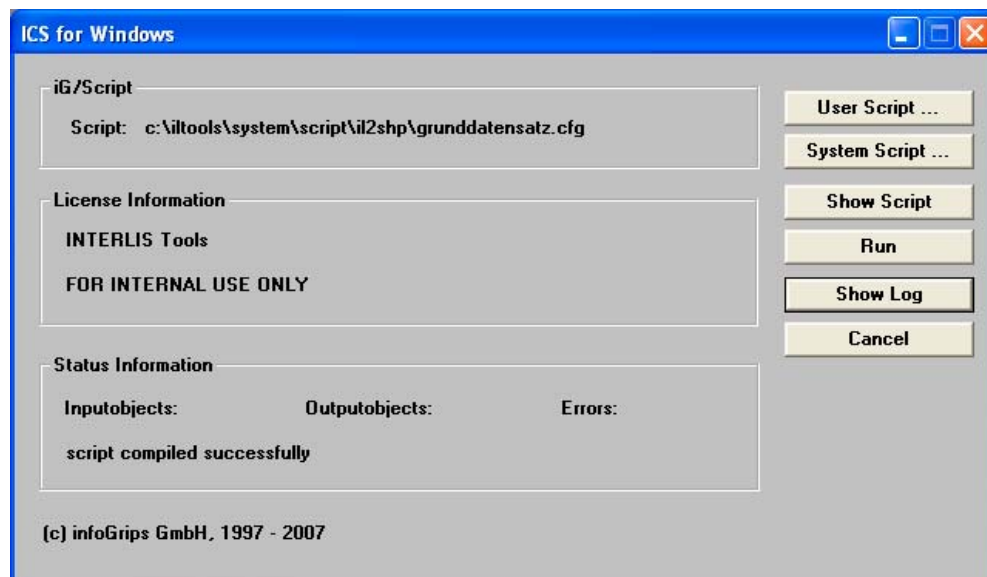 ICS for Windows
iG/Script
Script: c:\iltools\system\script\il2shp\grunddatensatz.cfg
License Information
INTERLIS Tools
FOR INTERNAL USE ONLY
Status Information
Inputobjects: Outputobjects: Errors:
script compiled successfully
(c) infoGrips GmbH, 1997 - 2007
User Script ...
System Script ...
Show Script
Run
Show Log
Cancel